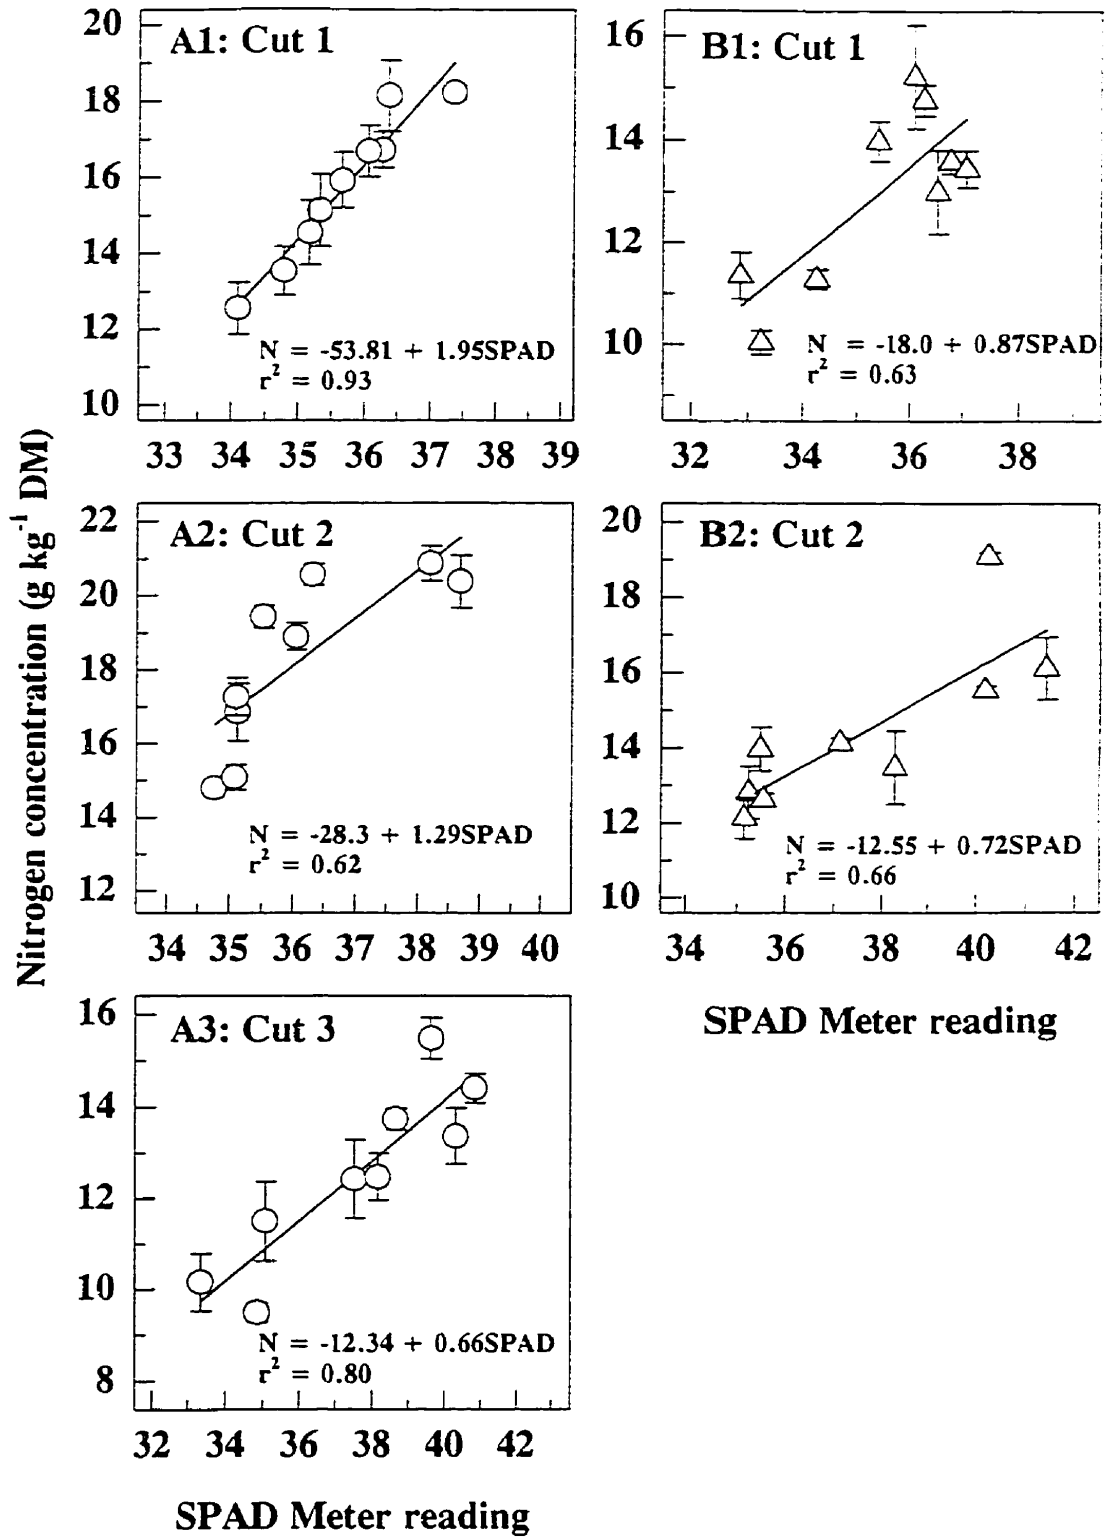 Nitrogen concentration (g kg⁻¹ DM)
A1: Cut 1
20
18
16
14
12
10
N = -53.81 + 1.95SPAD
r² = 0.93
33 34 35 36 37 38 39
B1: Cut 1
16
14
12
10
N = -18.0 + 0.87SPAD
r² = 0.63
32 34 36 38
A2: Cut 2
22
20
18
16
14
12
N = -28.3 + 1.29SPAD
r² = 0.62
34 35 36 37 38 39 40
B2: Cut 2
20
18
16
14
12
10
N = -12.55 + 0.72SPAD
r² = 0.66
34 36 38 40 42
SPAD Meter reading
A3: Cut 3
16
14
12
10
8
N = -12.34 + 0.66SPAD
r² = 0.80
32 34 36 38 40 42
SPAD Meter reading